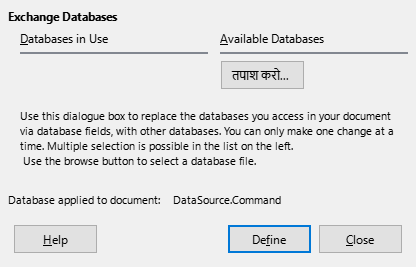 Exchange Databases
Databases in Use
Available Databases
तपाश करो...
Use this dialogue box to replace the databases you access in your document
via database fields, with other databases. You can only make one change at a
time. Multiple selection is possible in the list on the left.
Use the browse button to select a database file.
Database applied to document: DataSource.Command
Help
Define
Close